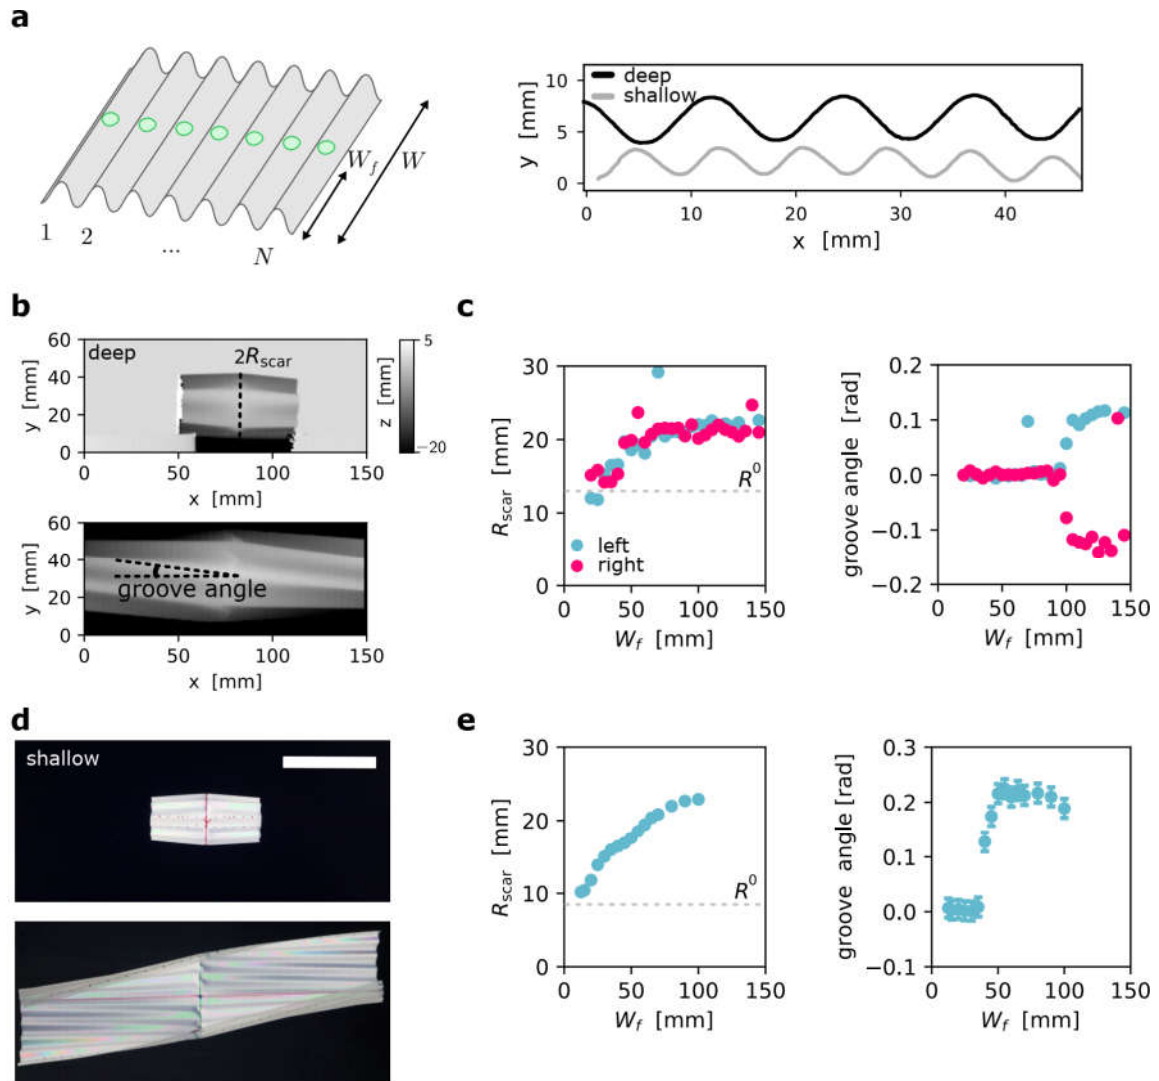 a
1
2
...
N
W_f
W
deep
shallow
10
5
0
y [mm]
0
10
20
30
40
x [mm]
b
60
40
20
0
y [mm]
deep
2R_scar
5
−20
z [mm]
0
50
100
150
x [mm]
60
40
20
0
y [mm]
groove angle
0
50
100
150
x [mm]
c
30
20
10
0
R_scar [mm]
R^0
left
right
0
50
100
150
W_f [mm]
0.2
0.1
0.0
−0.1
−0.2
groove angle [rad]
0
50
100
150
W_f [mm]
d
shallow
e
30
20
10
0
R_scar [mm]
R^0
0
50
100
150
W_f [mm]
0.3
0.2
0.1
0.0
−0.1
groove angle [rad]
0
50
100
150
W_f [mm]